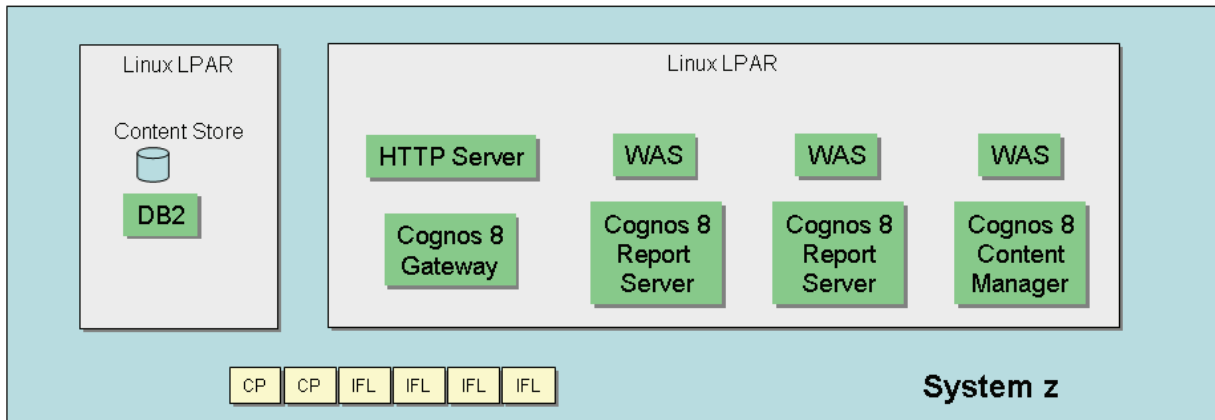 Linux LPAR
Content Store
DB2
Linux LPAR
HTTP Server
WAS
WAS
WAS
Cognos 8
Gateway
Cognos 8
Report
Server
Cognos 8
Report
Server
Cognos 8
Content
Manager
CP
CP
IFL
IFL
IFL
IFL
System z